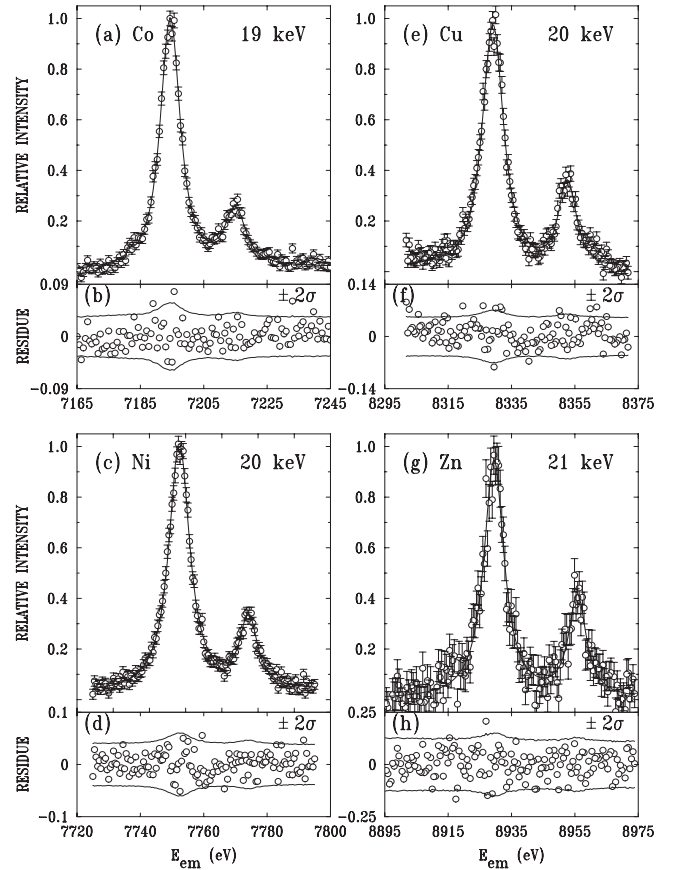 (a) Co 19 keV
1.0
0.8
0.6
0.4
0.2
RELATIVE INTENSITY
0.09
0
−0.09
RESIDUE
(b) ±2σ
7165 7185 7205 7225 7245
(e) Cu 20 keV
1.0
0.8
0.6
0.4
0.2
0.14
0
−0.14
(f) ±2σ
8295 8315 8335 8355 8375
(c) Ni 20 keV
1.0
0.8
0.6
0.4
0.2
RELATIVE INTENSITY
0.1
0
−0.1
RESIDUE
(d) ±2σ
7720 7740 7760 7780 7800
E_em (eV)
(g) Zn 21 keV
1.0
0.8
0.6
0.4
0.2
0.25
0
−0.25
(h) ±2σ
8895 8915 8935 8955 8975
E_em (eV)